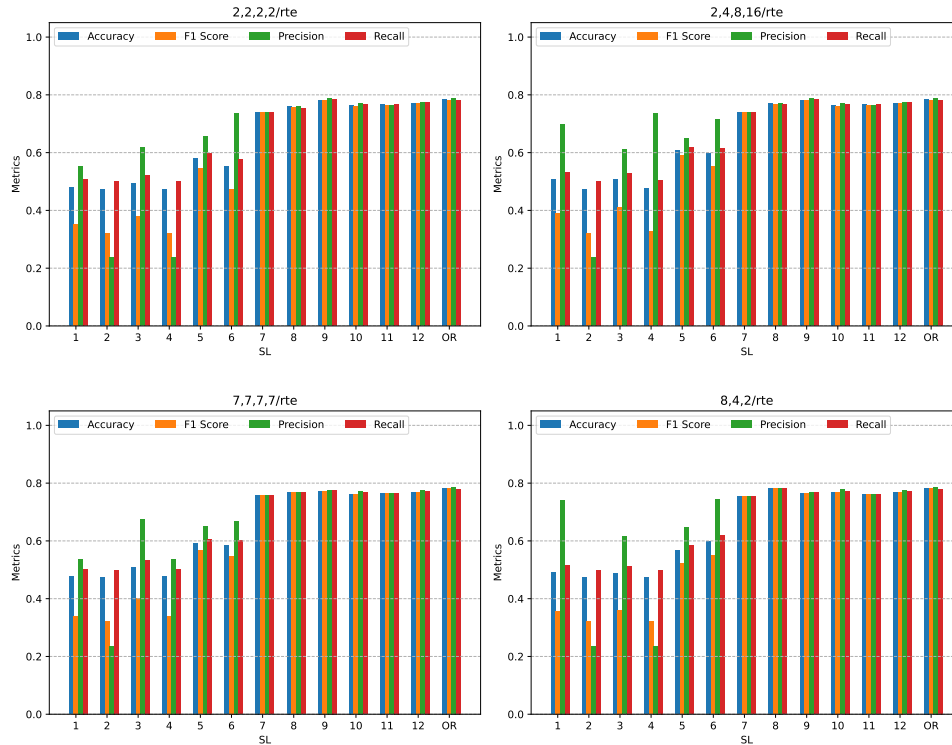 2,2,2,2/rte
Accuracy F1 Score Precision Recall
Metrics
1.0
0.8
0.6
0.4
0.2
0.0
1 2 3 4 5 6 7 8 9 10 11 12 OR
SL
2,4,8,16/rte
Accuracy F1 Score Precision Recall
Metrics
1.0
0.8
0.6
0.4
0.2
0.0
1 2 3 4 5 6 7 8 9 10 11 12 OR
SL
7,7,7,7/rte
Accuracy F1 Score Precision Recall
Metrics
1.0
0.8
0.6
0.4
0.2
0.0
1 2 3 4 5 6 7 8 9 10 11 12 OR
SL
8,4,2/rte
Accuracy F1 Score Precision Recall
Metrics
1.0
0.8
0.6
0.4
0.2
0.0
1 2 3 4 5 6 7 8 9 10 11 12 OR
SL